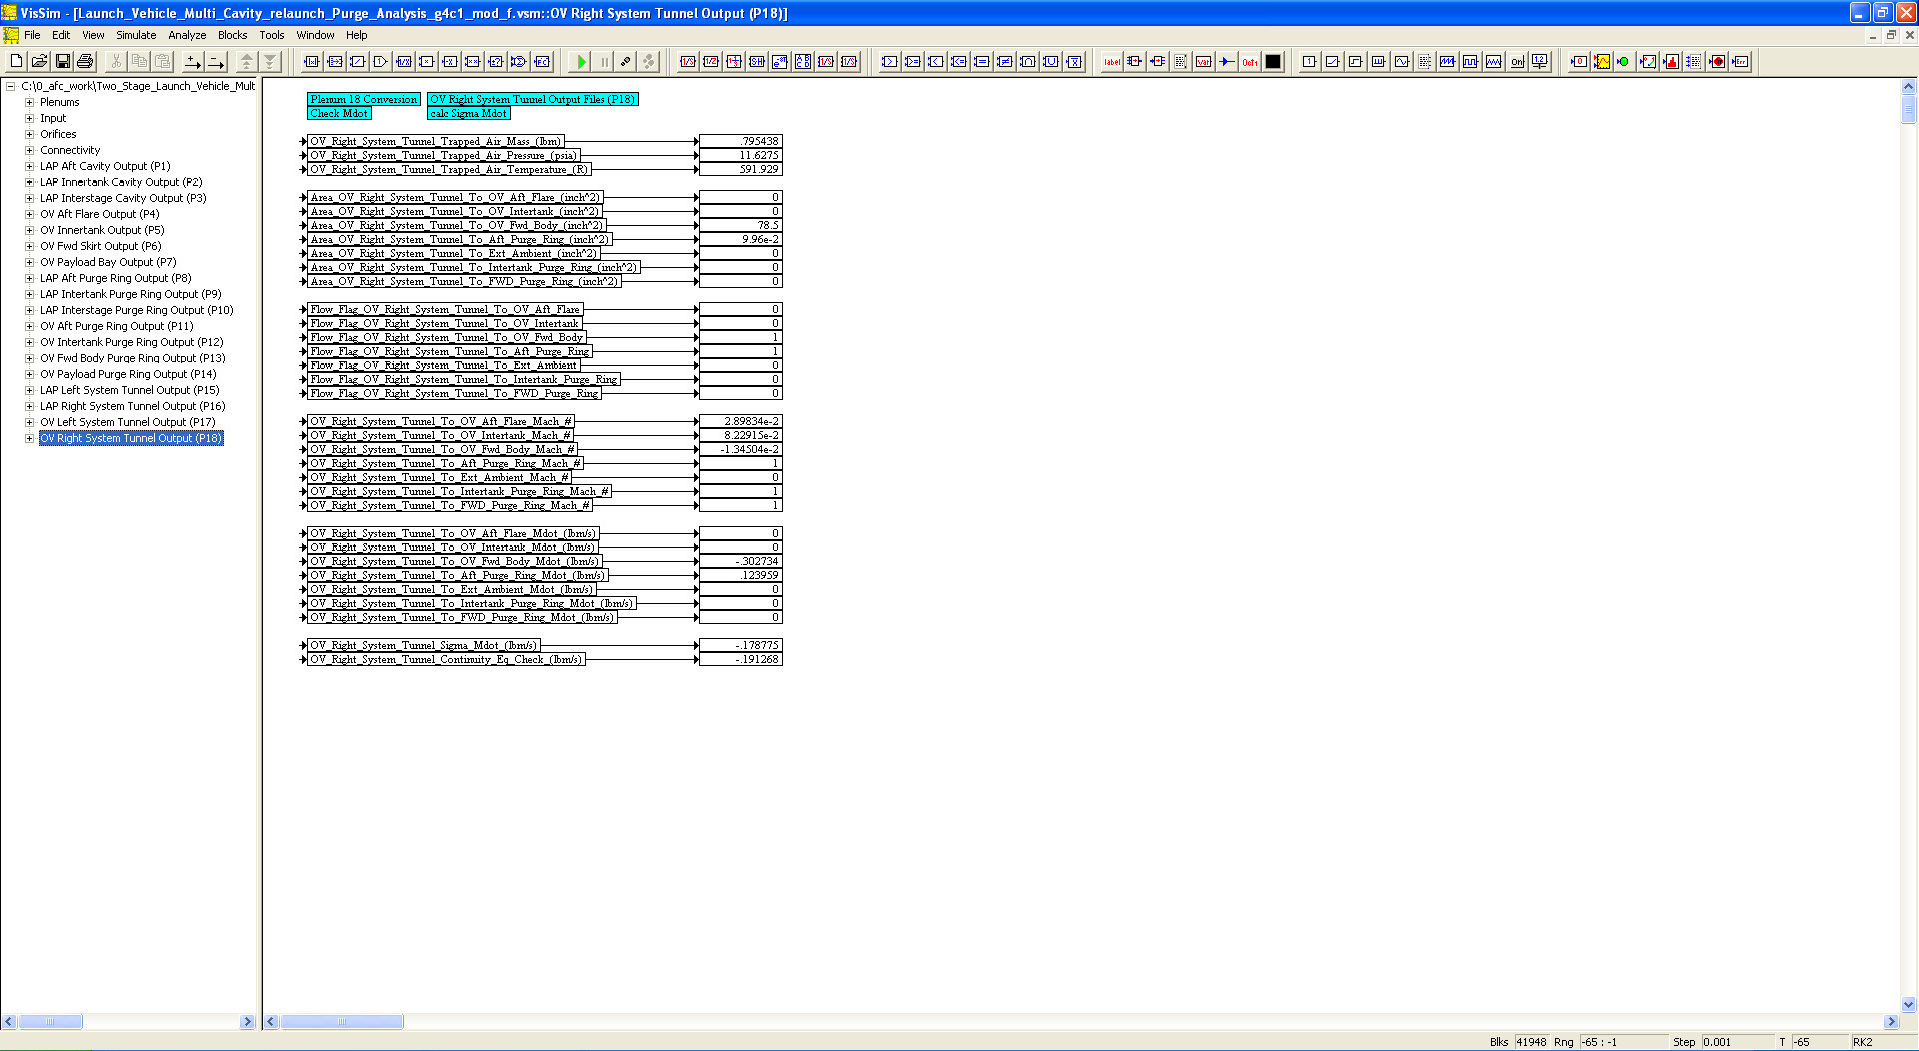 VisSim - [Launch_Vehicle_Multi_Cavity_relaunch_Purge_Analysis_g4c1_mod_f.vsm::OV Right System Tunnel Output (P18)]
File Edit View Simulate Analyze Blocks Tools Window Help
C:\0_afc_work\Two_Stage_Launch_Vehicle_Mult
Plenums
Input
Orifices
Connectivity
LAP Aft Cavity Output (P1)
LAP Innertank Cavity Output (P2)
LAP Interstage Cavity Output (P3)
OV Aft Flare Output (P4)
OV Innertank Output (P5)
OV Fwd Skirt Output (P6)
OV Payload Bay Output (P7)
LAP Aft Purge Ring Output (P8)
LAP Intertank Purge Ring Output (P9)
LAP Interstage Purge Ring Output (P10)
OV Aft Purge Ring Output (P11)
OV Intertank Purge Ring Output (P12)
OV Fwd Body Purge Ring Output (P13)
OV Payload Purge Ring Output (P14)
LAP Left System Tunnel Output (P15)
LAP Right System Tunnel Output (P16)
OV Left System Tunnel Output (P17)
OV Right System Tunnel Output (P18)
Plenum 18 Conversion OV Right System Tunnel Output Files (P18)
Check Mdot calc Sigma Mdot
OV_Right_System_Tunnel_Trapped_Air_Mass_(lbm) .795438
OV_Right_System_Tunnel_Trapped_Air_Pressure_(psia) 11.6275
OV_Right_System_Tunnel_Trapped_Air_Temperature_(R) 591.929
Area_OV_Right_System_Tunnel_To_OV_Aft_Flare_(inch^2) 0
Area_OV_Right_System_Tunnel_To_OV_Intertank_(inch^2) 0
Area_OV_Right_System_Tunnel_To_OV_Fwd_Body_(inch^2) 78.5
Area_OV_Right_System_Tunnel_To_Aft_Purge_Ring_(inch^2) 9.96e-2
Area_OV_Right_System_Tunnel_To_Ext_Ambient_(inch^2) 0
Area_OV_Right_System_Tunnel_To_Intertank_Purge_Ring_(inch^2) 0
Area_OV_Right_System_Tunnel_To_FWD_Purge_Ring_(inch^2) 0
Flow_Flag_OV_Right_System_Tunnel_To_OV_Aft_Flare 0
Flow_Flag_OV_Right_System_Tunnel_To_OV_Intertank 0
Flow_Flag_OV_Right_System_Tunnel_To_OV_Fwd_Body 1
Flow_Flag_OV_Right_System_Tunnel_To_Aft_Purge_Ring 1
Flow_Flag_OV_Right_System_Tunnel_To_Ext_Ambient 0
Flow_Flag_OV_Right_System_Tunnel_To_Intertank_Purge_Ring 0
Flow_Flag_OV_Right_System_Tunnel_To_FWD_Purge_Ring 0
OV_Right_System_Tunnel_To_OV_Aft_Flare_Mach_# 2.89834e-2
OV_Right_System_Tunnel_To_OV_Intertank_Mach_# 8.22915e-2
OV_Right_System_Tunnel_To_OV_Fwd_Body_Mach_# -1.34504e-2
OV_Right_System_Tunnel_To_Aft_Purge_Ring_Mach_# 1
OV_Right_System_Tunnel_To_Ext_Ambient_Mach_# 0
OV_Right_System_Tunnel_To_Intertank_Purge_Ring_Mach_# 1
OV_Right_System_Tunnel_To_FWD_Purge_Ring_Mach_# 1
OV_Right_System_Tunnel_To_OV_Aft_Flare_Mdot_(lbm/s) 0
OV_Right_System_Tunnel_To_OV_Intertank_Mdot_(lbm/s) 0
OV_Right_System_Tunnel_To_OV_Fwd_Body_Mdot_(lbm/s) -.302734
OV_Right_System_Tunnel_To_Aft_Purge_Ring_Mdot_(lbm/s) .123959
OV_Right_System_Tunnel_To_Ext_Ambient_Mdot_(lbm/s) 0
OV_Right_System_Tunnel_To_Intertank_Purge_Ring_Mdot_(lbm/s) 0
OV_Right_System_Tunnel_To_FWD_Purge_Ring_Mdot_(lbm/s) 0
OV_Right_System_Tunnel_Sigma_Mdot_(lbm/s) -.178775
OV_Right_System_Tunnel_Continuity_Eq_Check_(lbm/s) -.191268
Blks 41948 Rng -65 : -1 Step 0.001 T -65 RK2